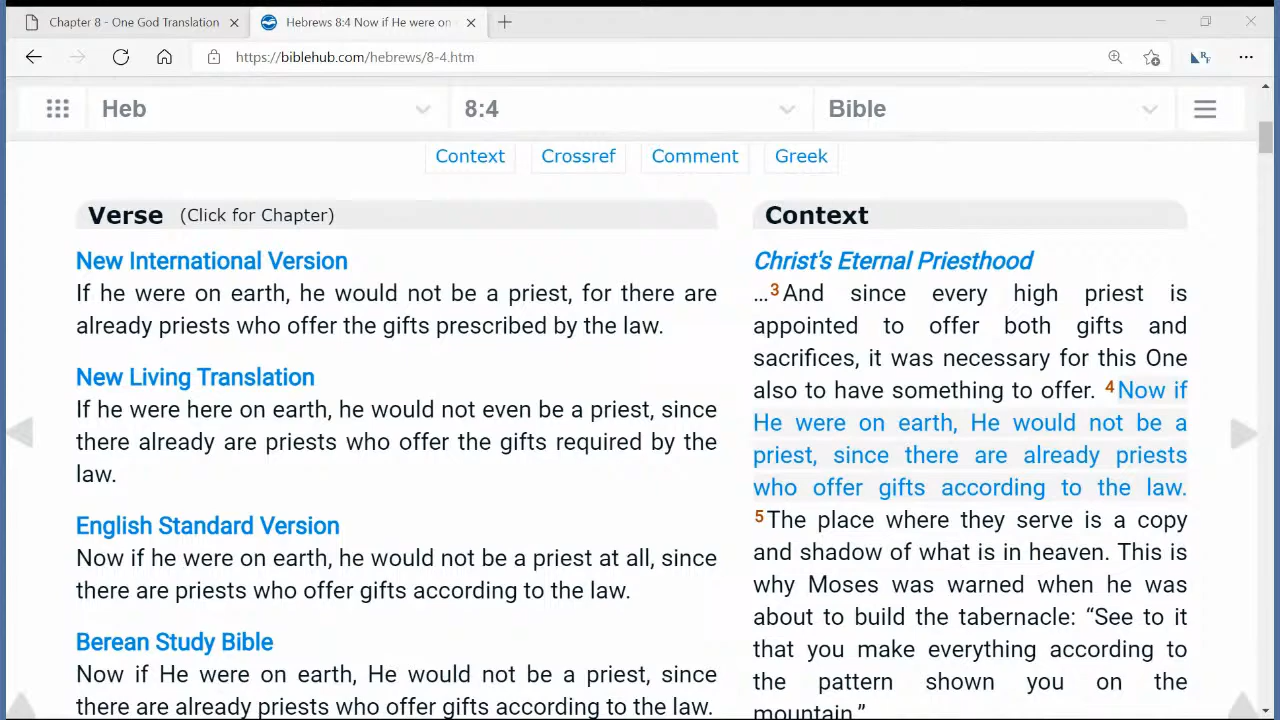 Chapter 8 - One God Translation
Hebrews 8:4 Now if He were on
https://biblehub.com/hebrews/8-4.htm
Heb
8:4
Bible
Context
Crossref
Comment
Greek
Verse (Click for Chapter)
New International Version
If he were on earth, he would not be a priest, for there are
already priests who offer the gifts prescribed by the law.
New Living Translation
If he were here on earth, he would not even be a priest, since
there already are priests who offer the gifts required by the
law.
English Standard Version
Now if he were on earth, he would not be a priest at all, since
there are priests who offer gifts according to the law.
Berean Study Bible
Now if He were on earth, He would not be a priest, since
there are already priests who offer gifts according to the law.
Context
Christ's Eternal Priesthood
…3And since every high priest is
appointed to offer both gifts and
sacrifices, it was necessary for this One
also to have something to offer. 4Now if
He were on earth, He would not be a
priest, since there are already priests
who offer gifts according to the law.
5The place where they serve is a copy
and shadow of what is in heaven. This is
why Moses was warned when he was
about to build the tabernacle: “See to it
that you make everything according to
the pattern shown you on the
mountain.”